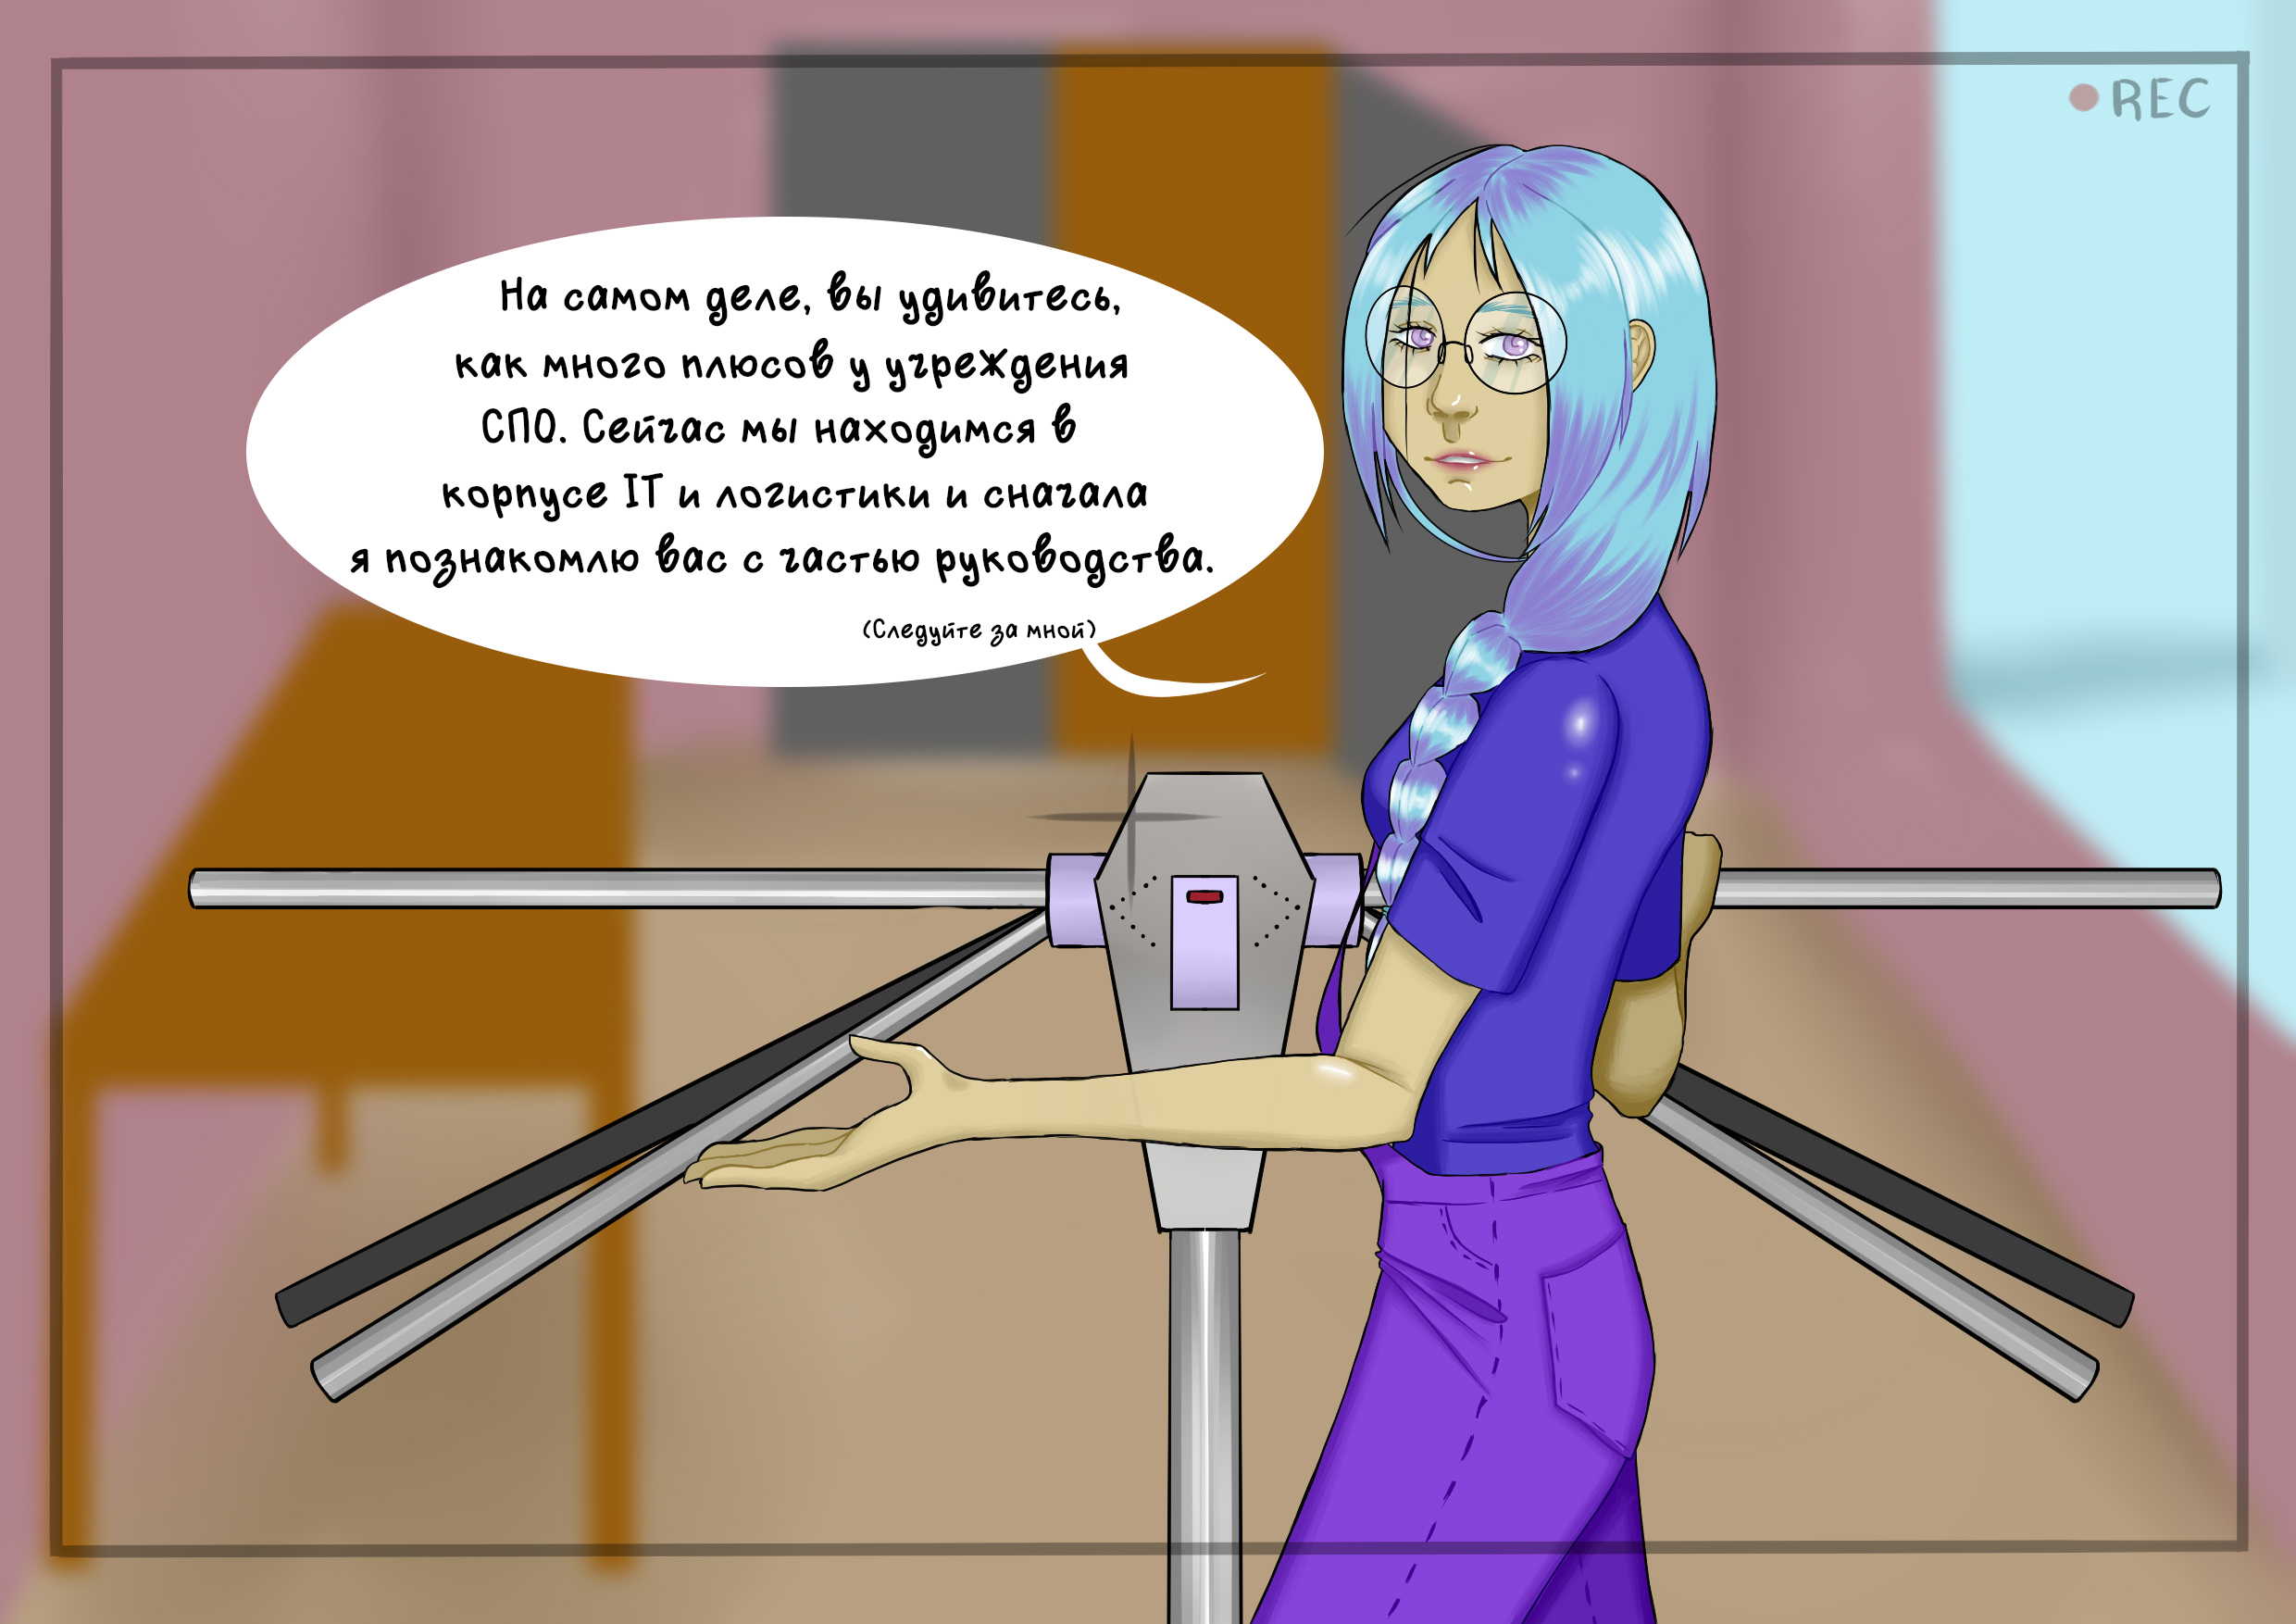 REC
На самом деле, вы удивитесь,
как много плюсов у учреждения
СПО. Сейчас мы находимся в
корпусе IT и логистики и сначала
я познакомлю вас с частью руководства.
(Следуйте за мной)